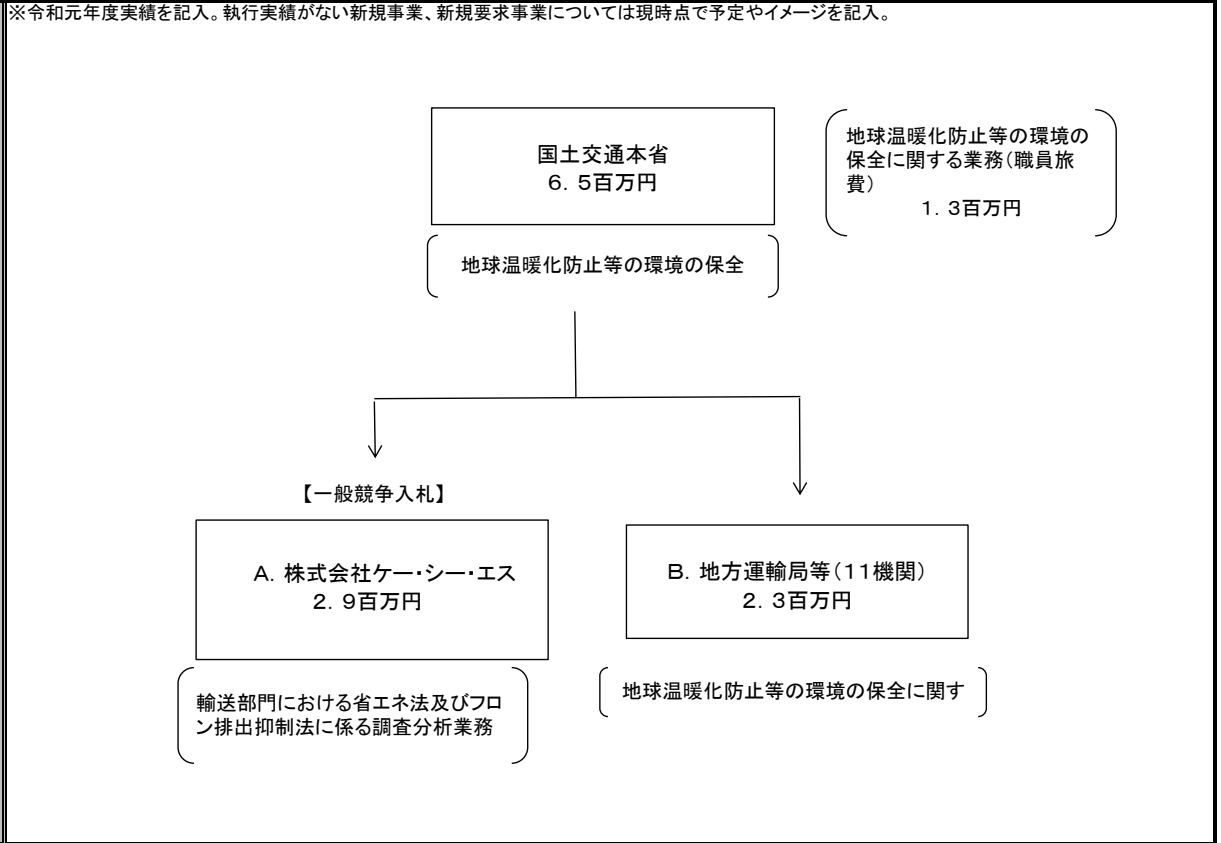 ※令和元年度実績を記入。執行実績がない新規事業、新規要求事業については現時点で予定やイメージを記入。
国土交通本省
６．５百万円
地球温暖化防止等の環境の
保全に関する業務（職員旅
費）
１．３百万円
地球温暖化防止等の環境の保全
【一般競争入札】
Ａ．株式会社ケー・シー・エス
２．９百万円
Ｂ．地方運輸局等（１１機関）
２．３百万円
輸送部門における省エネ法及びフロ
ン排出抑制法に係る調査分析業務
地球温暖化防止等の環境の保全に関す